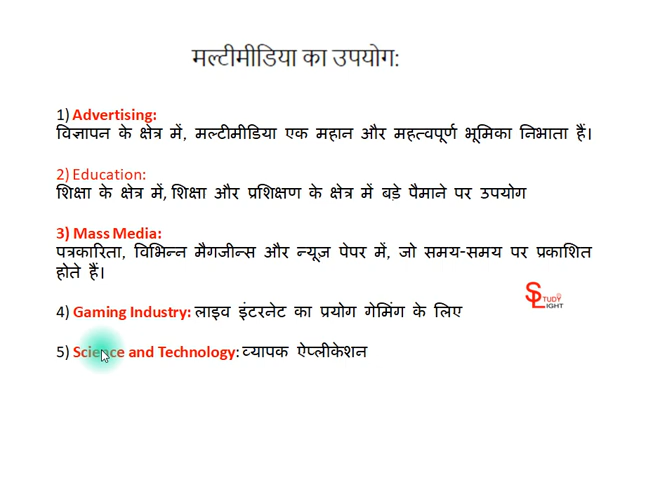 मल्टीमीडिया का उपयोग:
1) Advertising:
विज्ञापन के क्षेत्र में, मल्टीमीडिया एक महान और महत्वपूर्ण भूमिका निभाता हैं।
2) Education:
शिक्षा के क्षेत्र में, शिक्षा और प्रशिक्षण के क्षेत्र में बड़े पैमाने पर उपयोग
3) Mass Media:
पत्रकारिता, विभिन्न मैगजीन्स और न्यूज़ पेपर में, जो समय-समय पर प्रकाशित
होते हैं।
4) Gaming Industry: लाइव इंटरनेट का प्रयोग गेमिंग के लिए
5) Science and Technology: व्यापक ऐप्लीकेशन
STUDY LIGHT